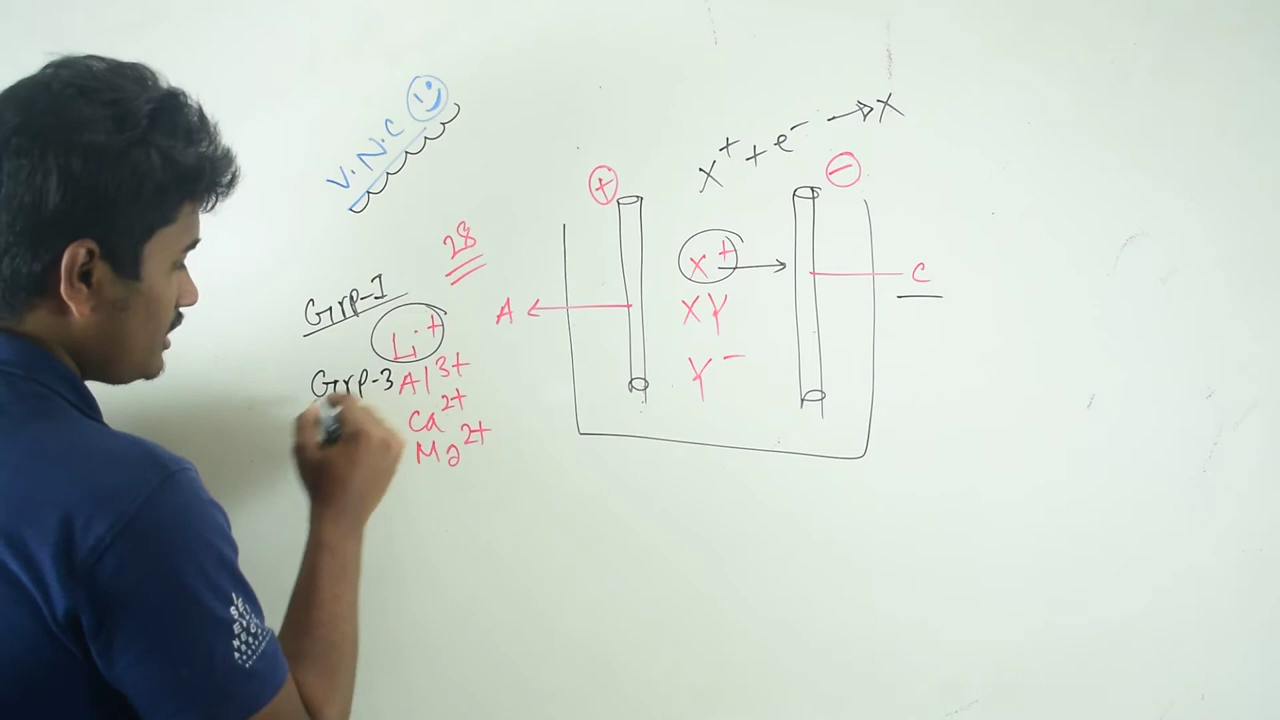 V.N.C
28
Grp-I
Li+
Grp-3 Al3+
Ca2+
Mg2+
X+ + e− → X
+
−
X+
XY
Y−
A
C